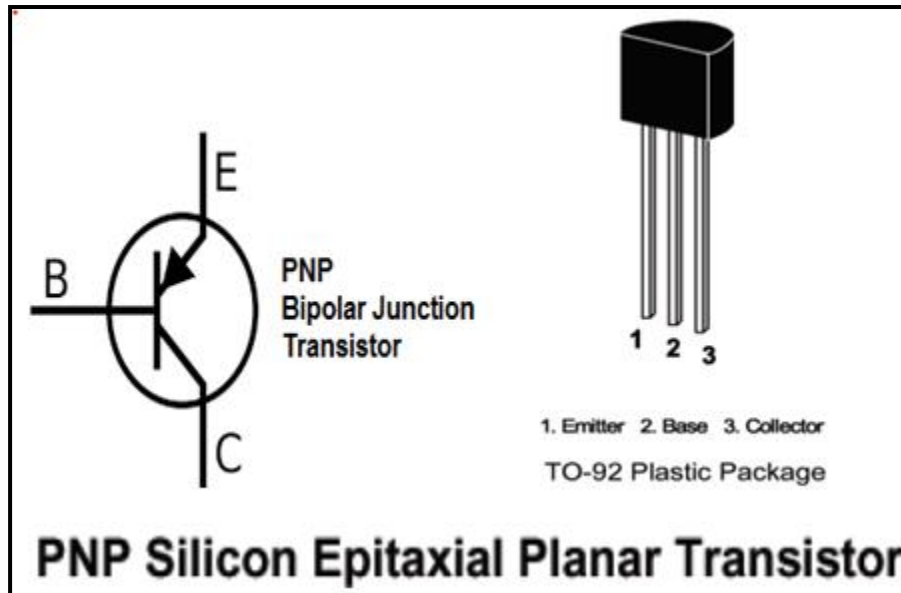 E
B
PNP
Bipolar Junction
Transistor
C
1 2 3
1. Emitter 2. Base 3. Collector
TO-92 Plastic Package
PNP Silicon Epitaxial Planar Transistor